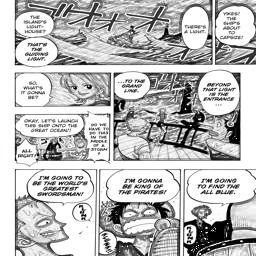 YIKES!
THE SHIP'S
ABOUT TO
CAPSIZE!
THERE'S
A LIGHT.
THE
ISLAND'S
LIGHT-
HOUSE?
THAT'S
THE
GUIDING
LIGHT.
BEYOND
THAT LIGHT
IS THE
ENTRANCE
...
...TO THE
GRAND
LINE.
SO,
WHAT'S
IT GONNA
BE?
OKAY, LET'S LAUNCH
THIS SHIP ONTO THE
GREAT OCEAN!!
DO WE
HAVE TO
DO THIS
IN THE
MIDDLE
OF A
STORM
ALL
RIGHT!
I'M GOING
TO FIND THE
ALL BLUE.
I'M GONNA
BE KING OF
THE PIRATES!
I'M GOING TO
BE THE WORLD'S
GREATEST
SWORDSMAN!